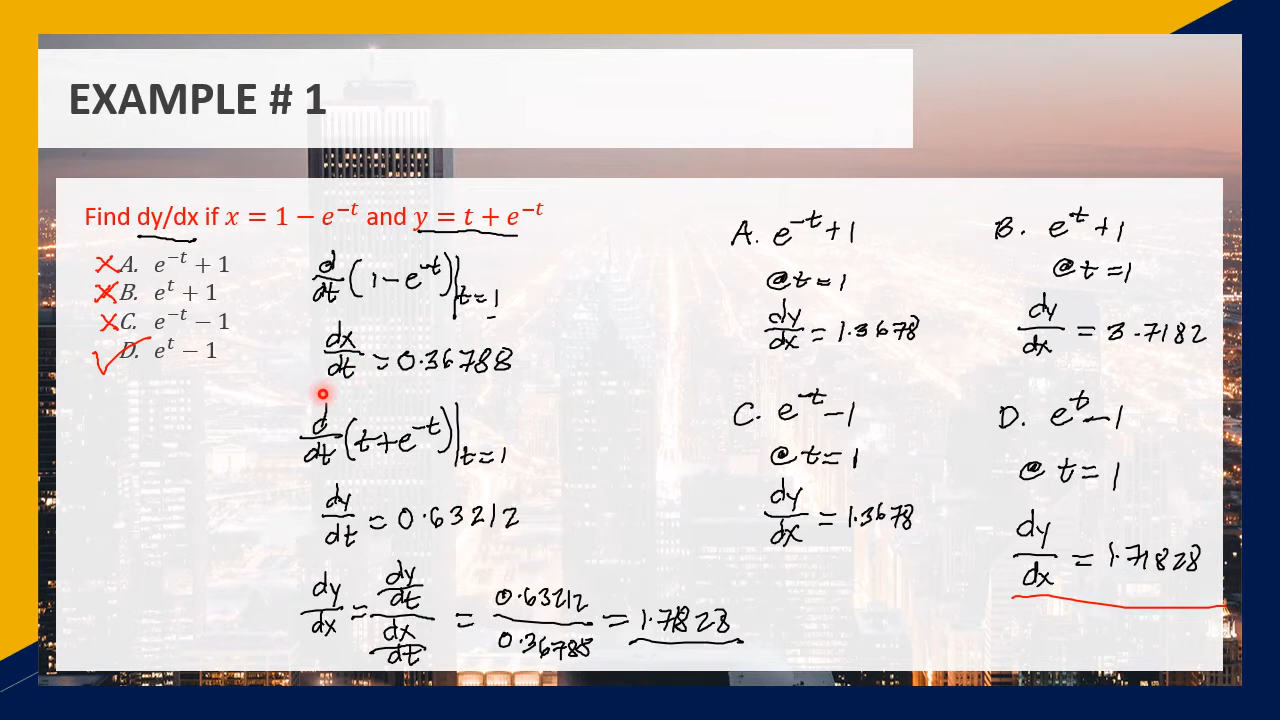 EXAMPLE # 1
Find dy/dx if x = 1 − e^{−t} and y = t + e^{−t}
A. e^{−t} + 1
B. e^{t} + 1
C. e^{−t} − 1
D. e^{t} − 1
d/dt (1 − e^{−t})|_{t=1}
dx/dt = 0.36788
d/dt (t + e^{−t})|_{t=1}
dy/dt = 0.63212
dy/dx = (dy/dt)/(dx/dt) = 0.63212/0.36785 = 1.71828
A. e^{−t} + 1
@ t = 1
dy/dx = 1.3678
B. e^{t} + 1
@ t = 1
dy/dx = 3.7182
C. e^{−t} − 1
@ t = 1
dy/dx = 1.3678
D. e^{t} − 1
@ t = 1
dy/dx = 1.71828